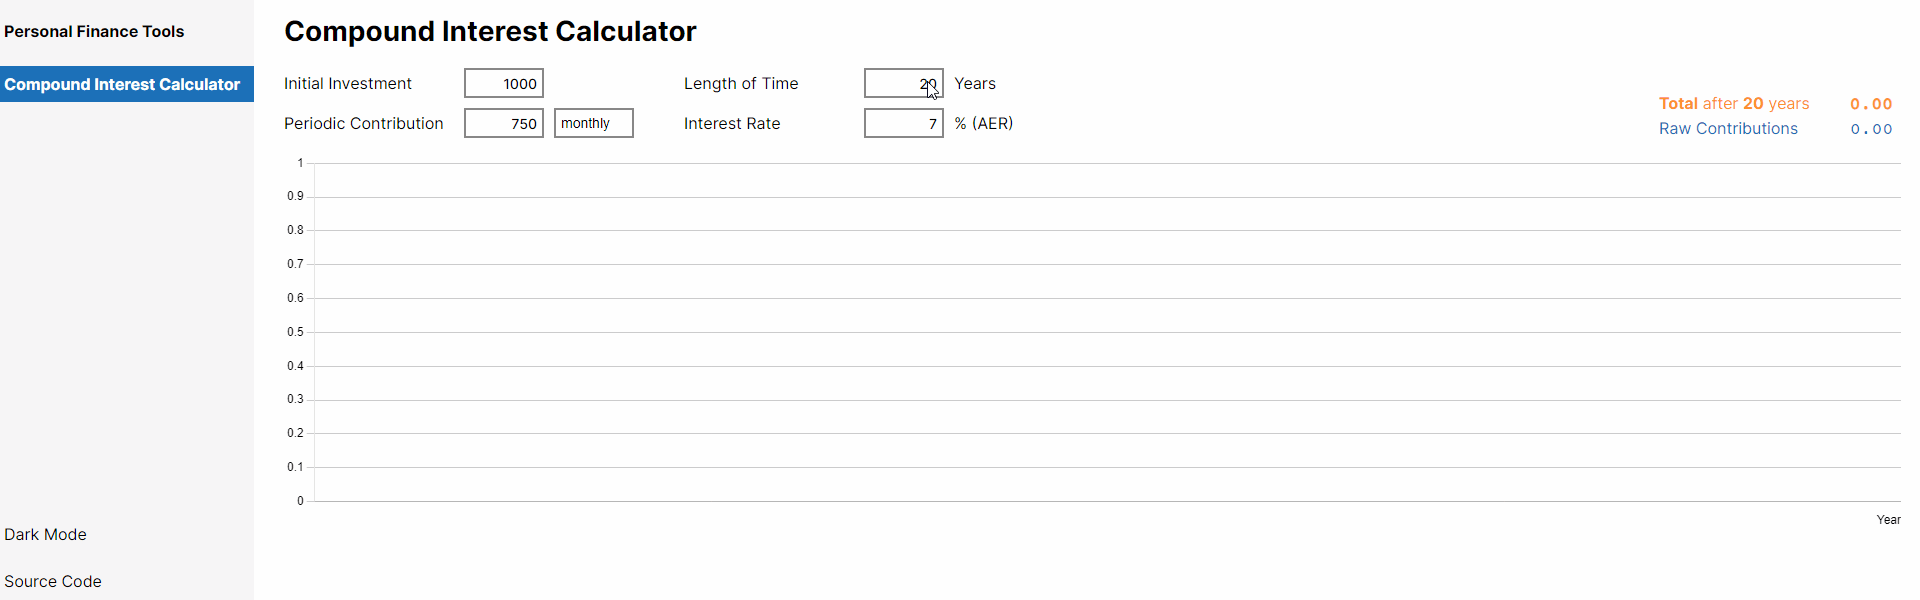 Personal Finance Tools
Compound Interest Calculator
Dark Mode
Source Code
Compound Interest Calculator
Initial Investment 1000 Length of Time 20 Years
Periodic Contribution 750 monthly Interest Rate 7 % (AER)
Total after 20 years 0.00
Raw Contributions 0.00
1
0.9
0.8
0.7
0.6
0.5
0.4
0.3
0.2
0.1
0
Year